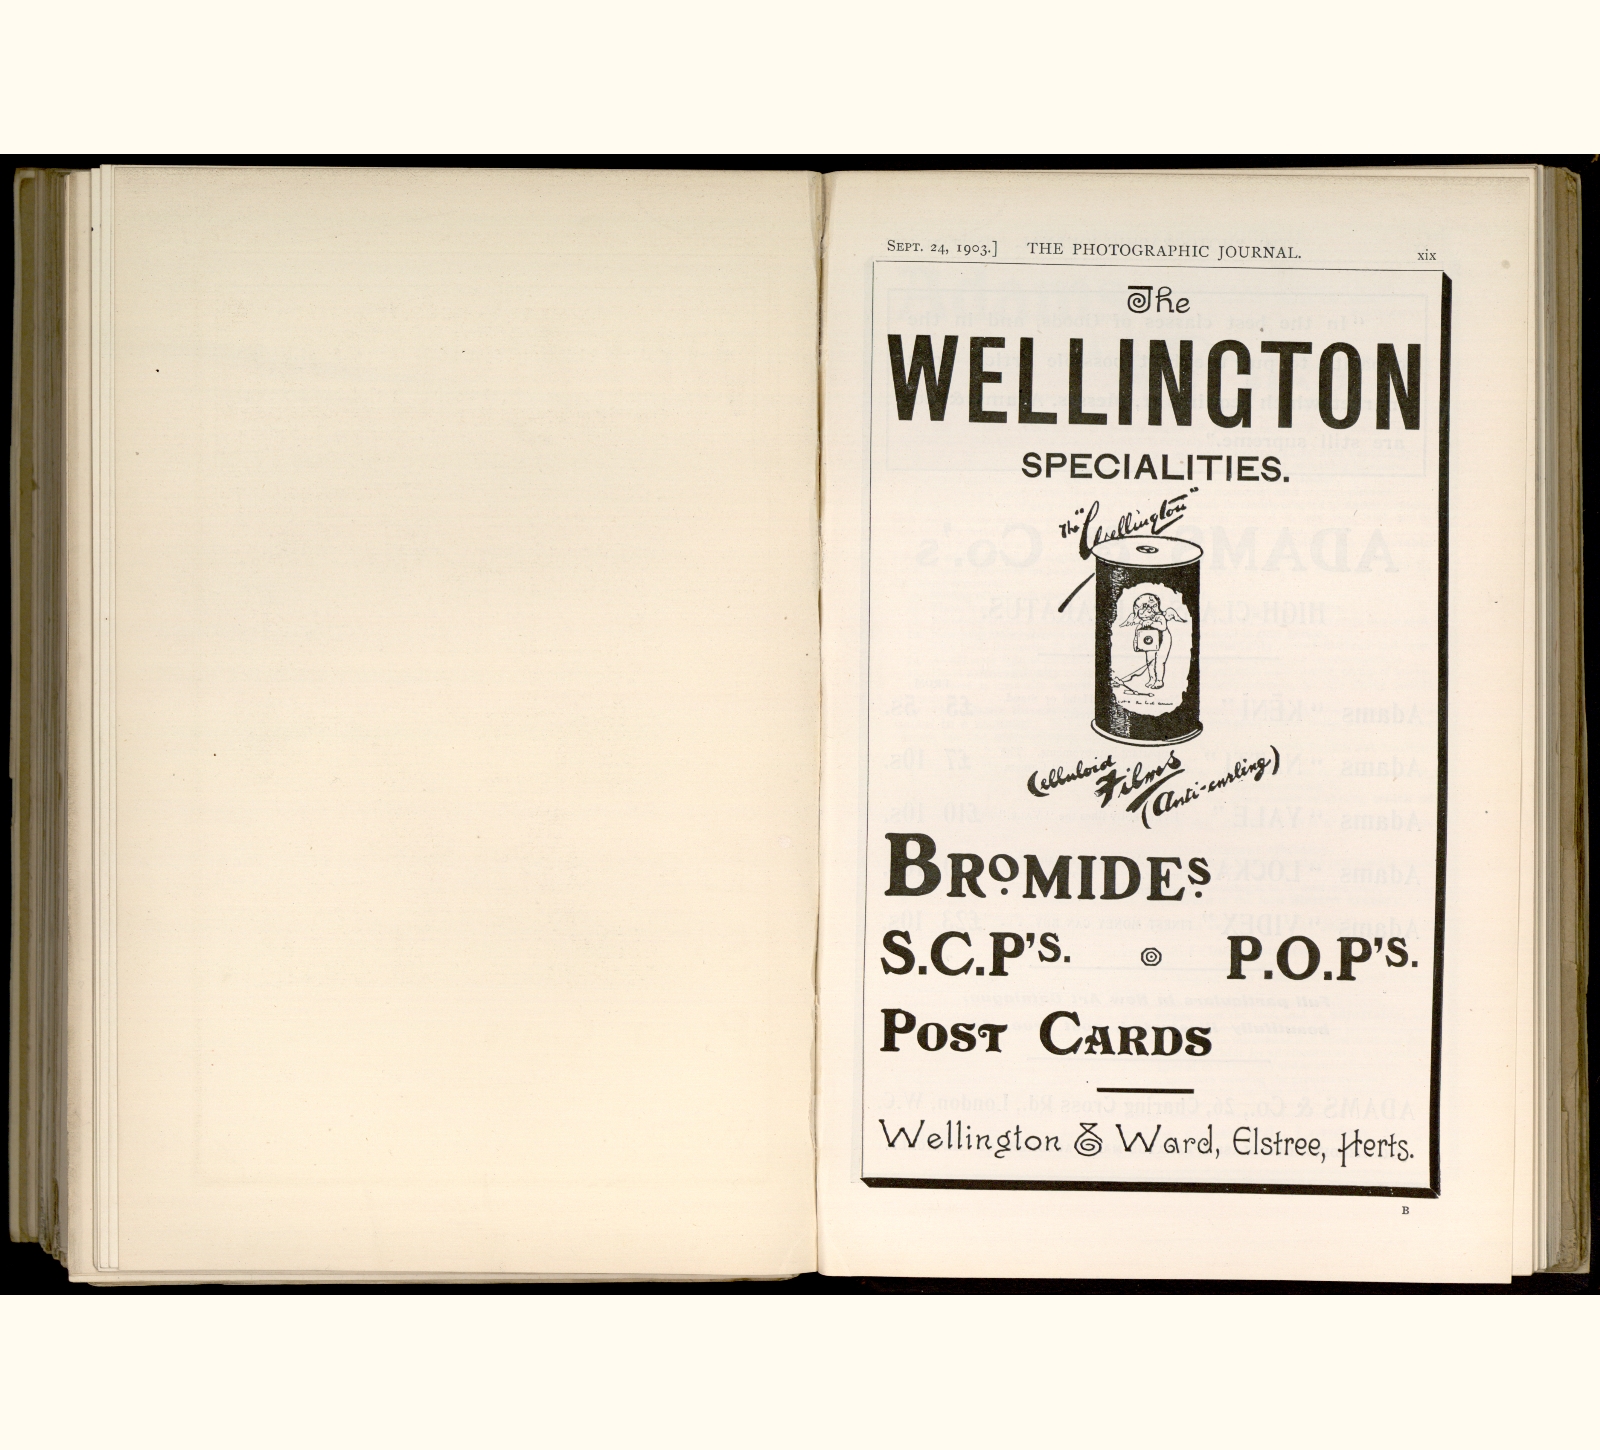 SEPT. 24, 1903.] THE PHOTOGRAPHIC JOURNAL. xix
The
WELLINGTON
SPECIALITIES.
The "Wellington"
Celluloid Films (Anti-curling)
BROMIDES.
S.C.P'S. P.O.P'S.
POST CARDS
Wellington & Ward, Elstree, Herts.
B